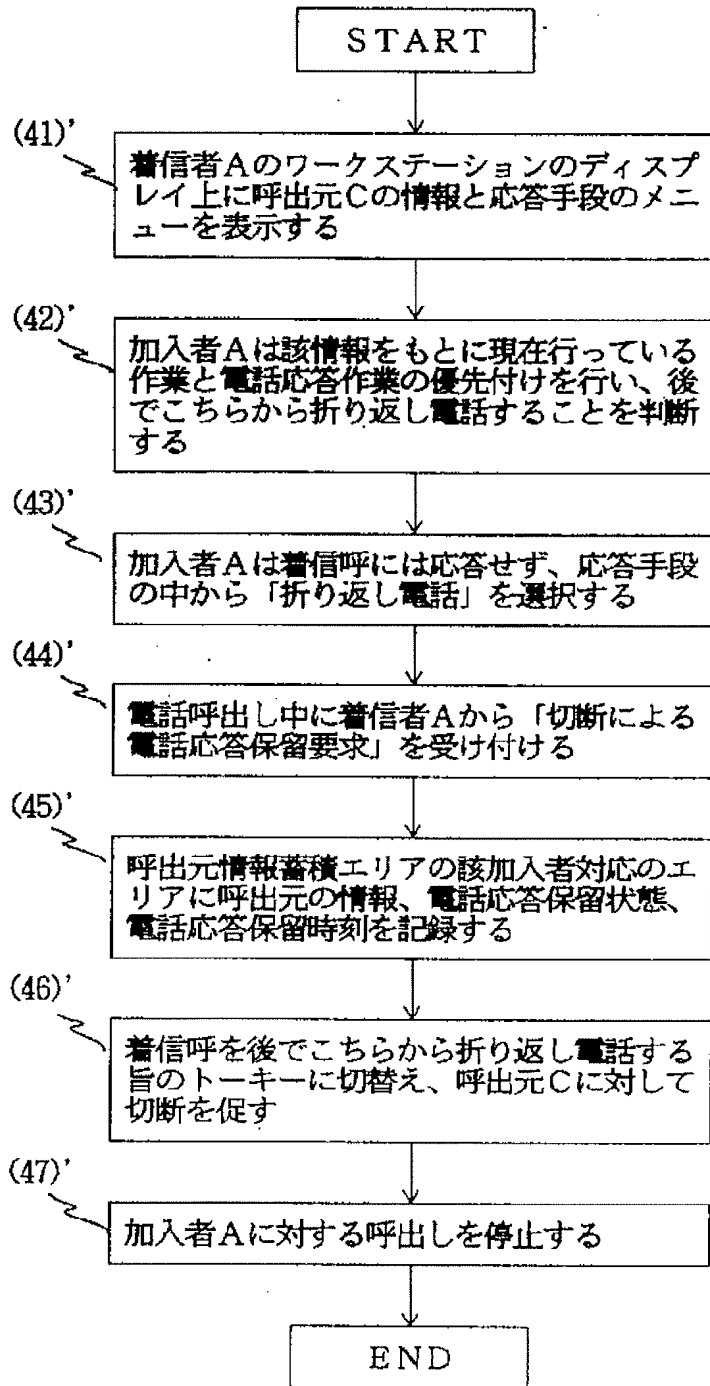 START
(41)’
着信者Aのワークステーションのディスプ
レイ上に呼出元Cの情報と応答手段のメニ
ューを表示する
(42)’
加入者Aは該情報をもとに現在行っている
作業と電話応答作業の優先付けを行い、後
でこちらから折り返し電話することを判断
する
(43)’
加入者Aは着信呼には応答せず、応答手段
の中から「折り返し電話」を選択する
(44)’
電話呼出し中に着信者Aから「切断による
電話応答保留要求」を受け付ける
(45)’
呼出元情報蓄積エリアの該加入者対応のエ
リアに呼出元の情報、電話応答保留状態、
電話応答保留時刻を記録する
(46)’
着信呼を後でこちらから折り返し電話する
旨のトーキーに切替え、呼出元Cに対して
切断を促す
(47)’
加入者Aに対する呼出しを停止する
END